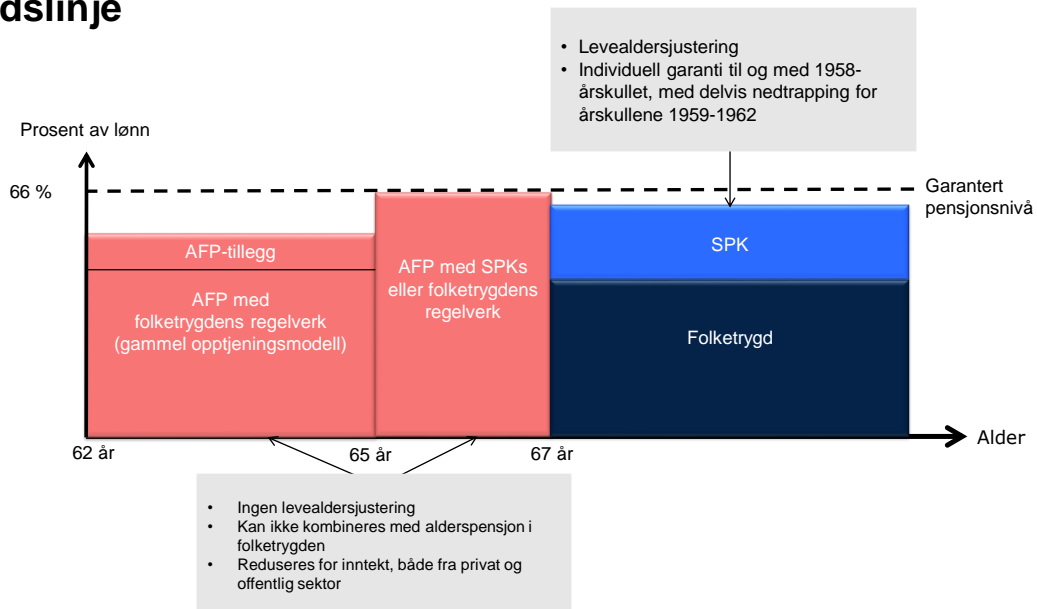 dslinje
• Levealdersjustering
• Individuell garanti til og med 1958-
årskullet, med delvis nedtrapping for
årskullene 1959-1962
Prosent av lønn
66 %
Garantert
pensjonsnivå
AFP-tillegg
AFP med
folketrygdens regelverk
(gammel opptjeningsmodell)
AFP med SPKs
eller folketrygdens
regelverk
SPK
Folketrygd
62 år
65 år
67 år
Alder
• Ingen levealdersjustering
• Kan ikke kombineres med alderspensjon i
folketrygden
• Reduseres for inntekt, både fra privat og
offentlig sektor